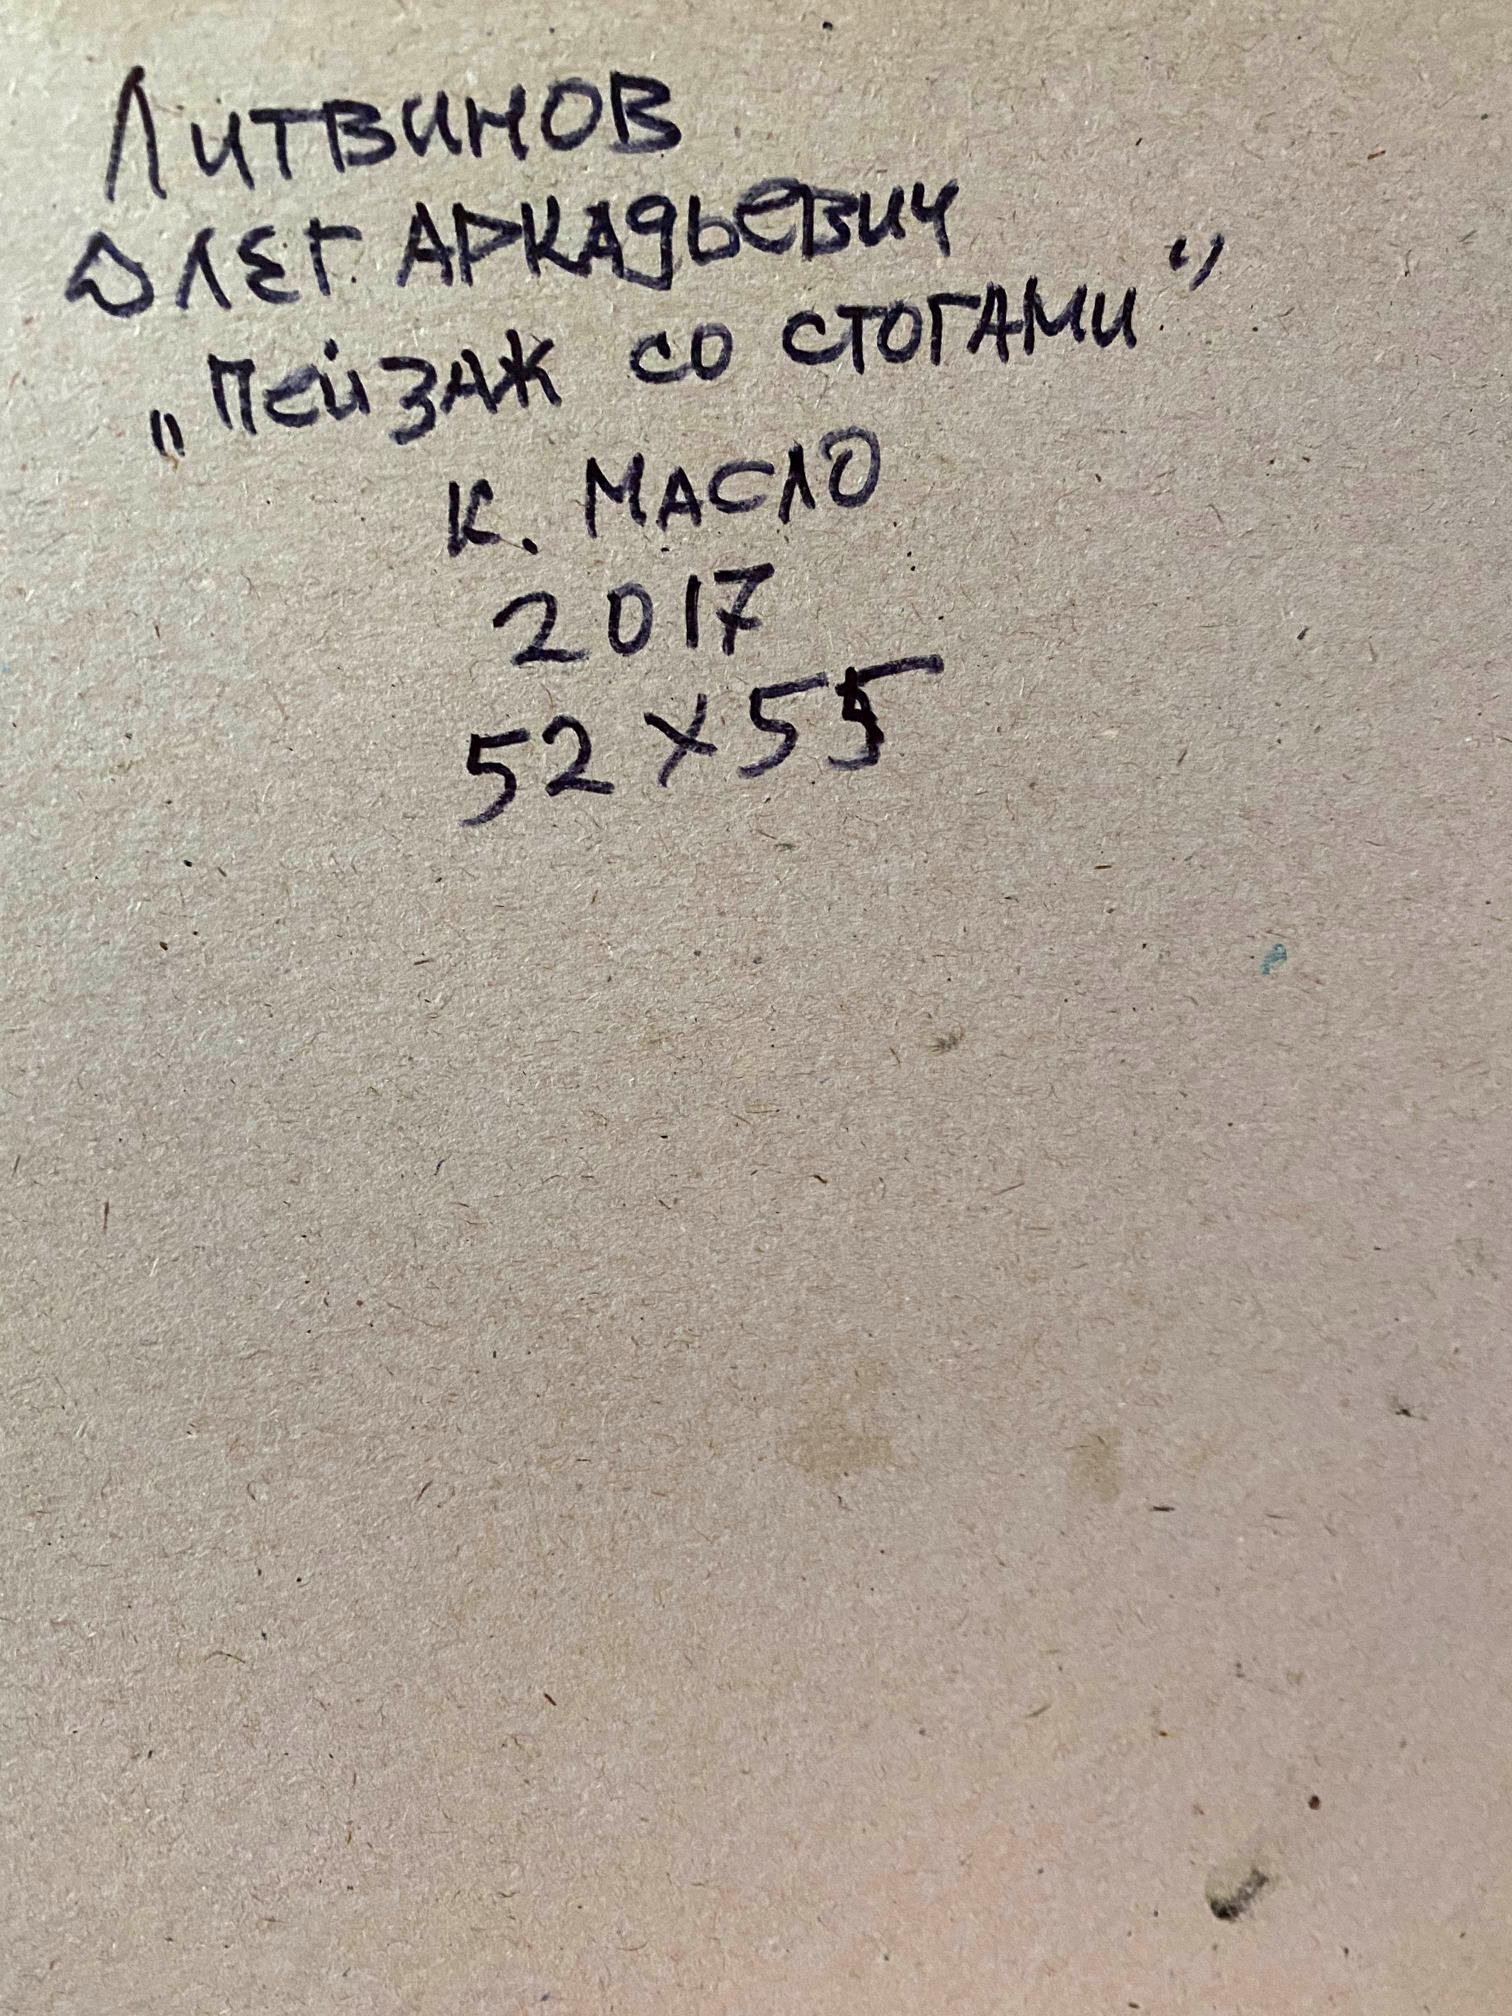 Литвинов
Олег Аркадьевич
„Пейзаж со стогами”
к. масло
2017
52 x 55